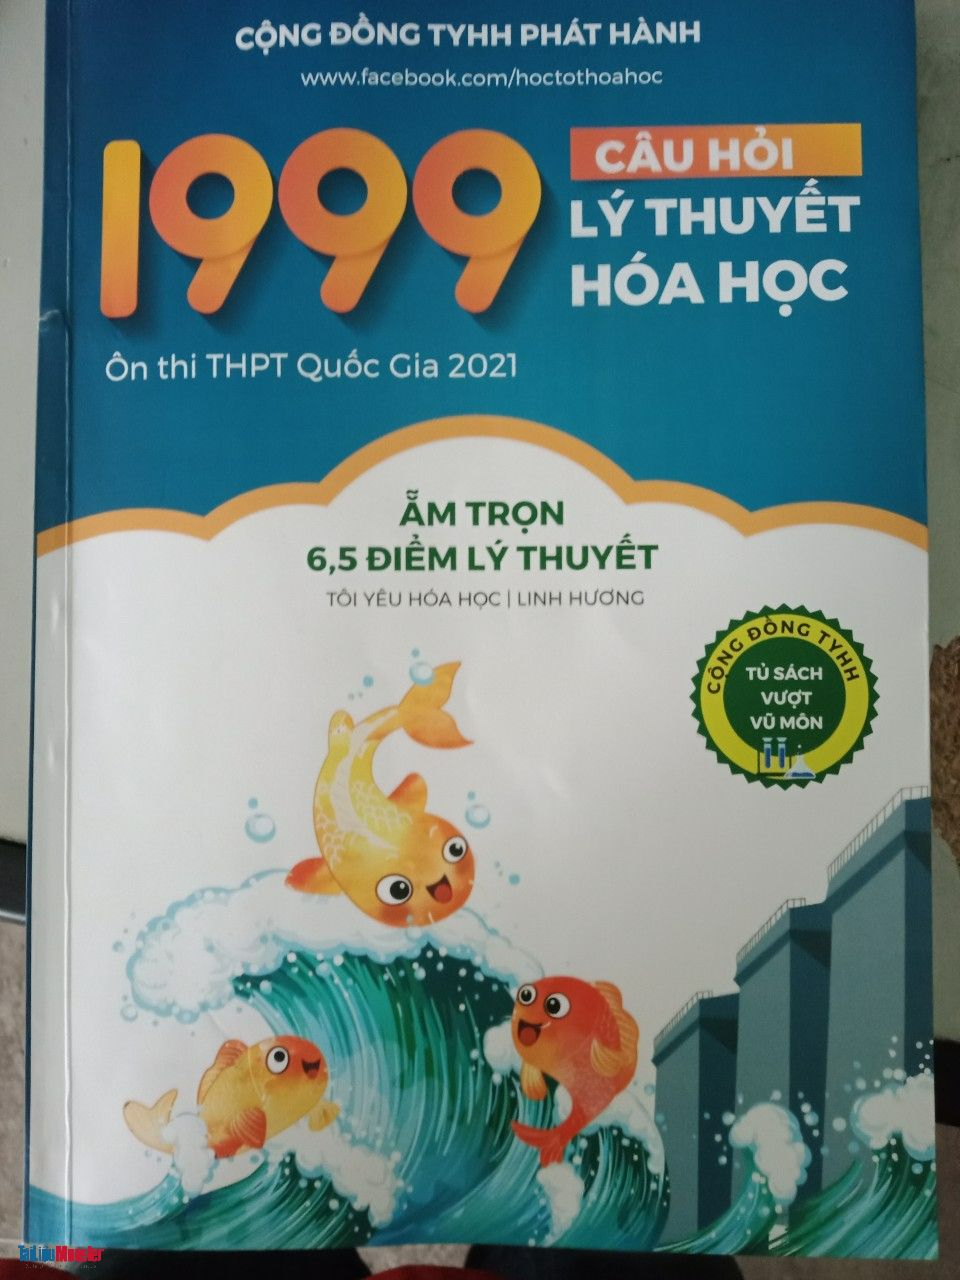 CỘNG ĐỒNG TYHH PHÁT HÀNH
www.facebook.com/hoctothoahoc
1999
CÂU HỎI
LÝ THUYẾT
HÓA HỌC
Ôn thi THPT Quốc Gia 2021
ẴM TRỌN
6,5 ĐIỂM LÝ THUYẾT
TÔI YÊU HÓA HỌC | LINH HƯƠNG
CỘNG ĐỒNG TYHH
TỦ SÁCH
VƯỢT
VŨ MÔN